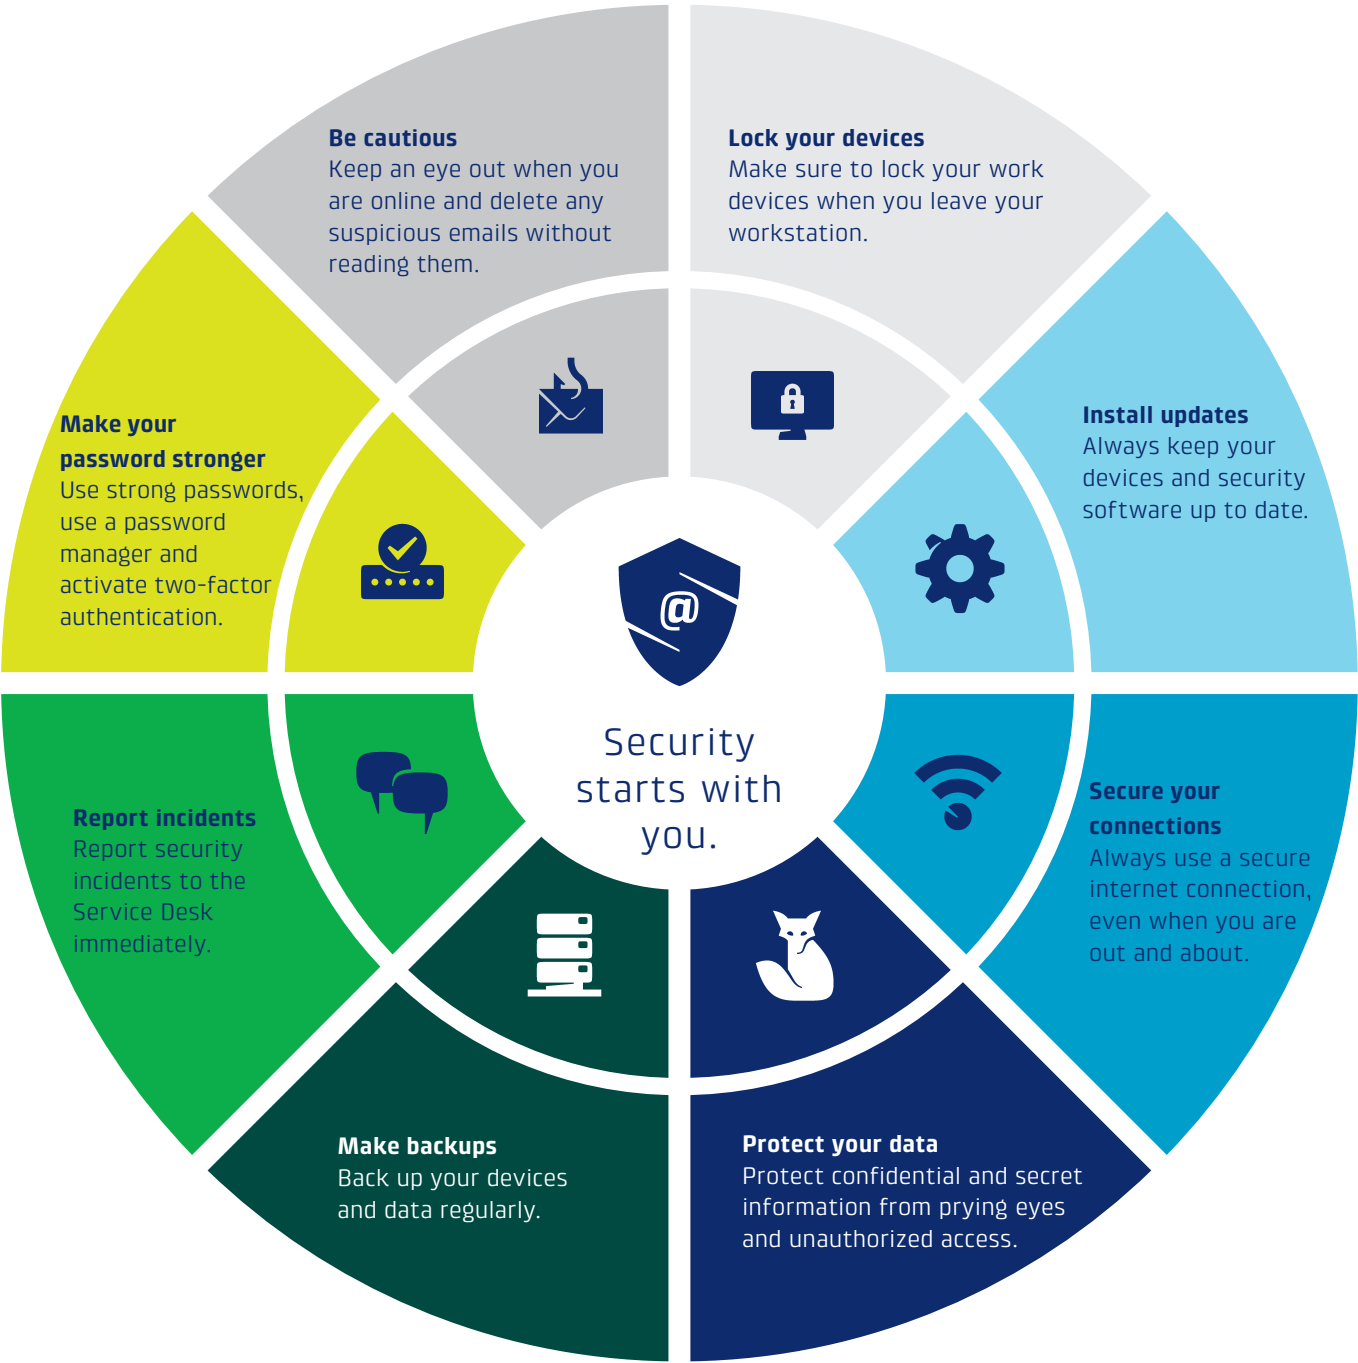 Be cautious
Keep an eye out when you
are online and delete any
suspicious emails without
reading them.
Lock your devices
Make sure to lock your work
devices when you leave your
workstation.
Install updates
Always keep your
devices and security
software up to date.
Secure your
connections
Always use a secure
internet connection,
even when you are
out and about.
Protect your data
Protect confidential and secret
information from prying eyes
and unauthorized access.
Make backups
Back up your devices
and data regularly.
Report incidents
Report security
incidents to the
Service Desk
immediately.
Make your
password stronger
Use strong passwords,
use a password
manager and
activate two-factor
authentication.
@
Security
starts with
you.